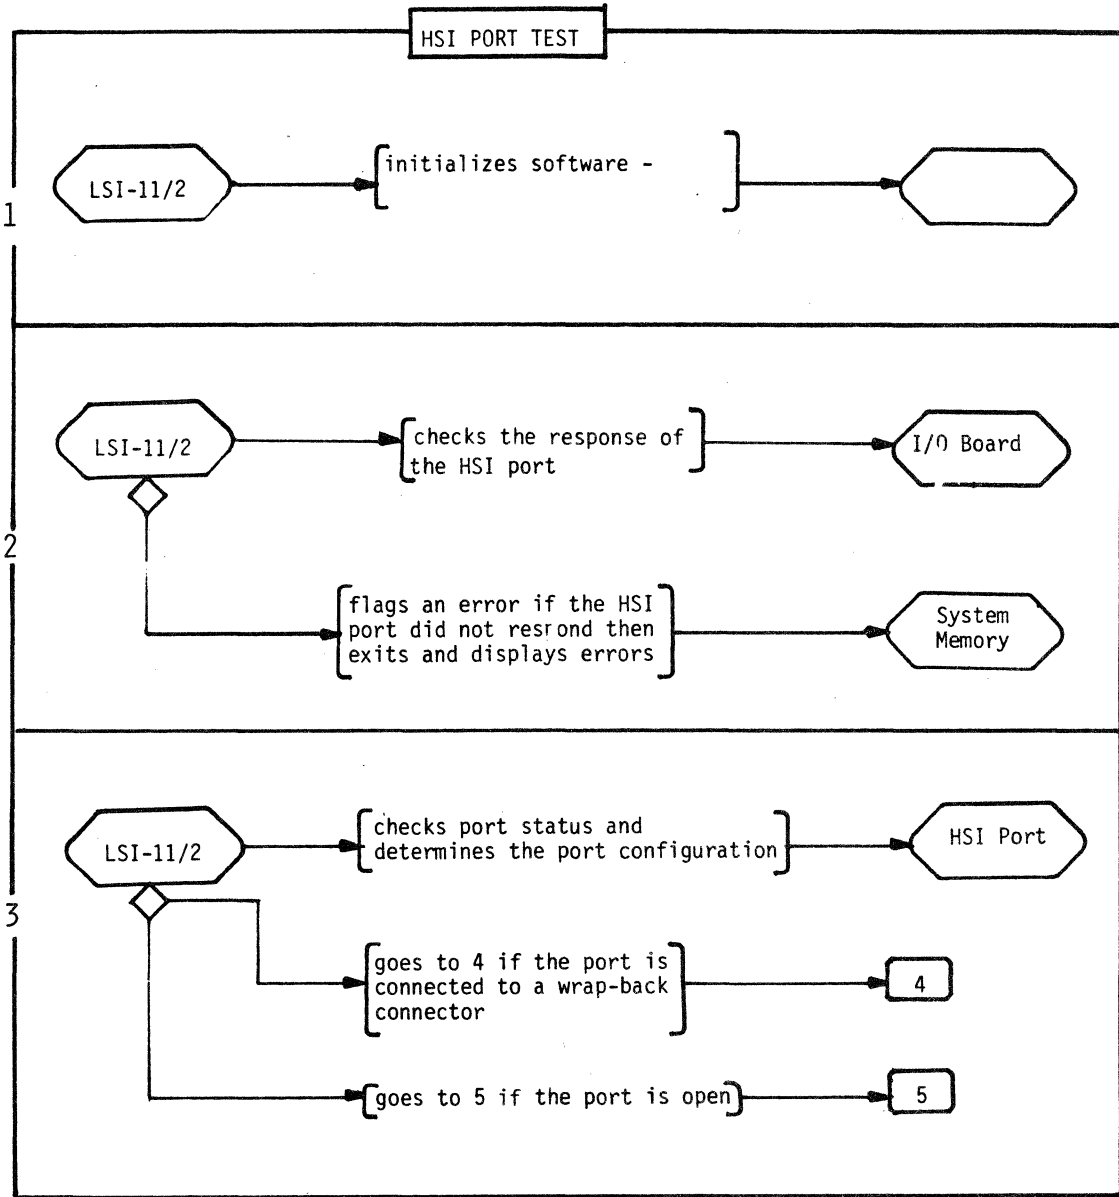 HSI PORT TEST
1
LSI-11/2
initializes software -
2
LSI-11/2
checks the response of
the HSI port
I/O Board
flags an error if the HSI
port did not respond then
exits and displays errors
System
Memory
3
LSI-11/2
checks port status and
determines the port configuration
HSI Port
goes to 4 if the port is
connected to a wrap-back
connector
4
goes to 5 if the port is open
5